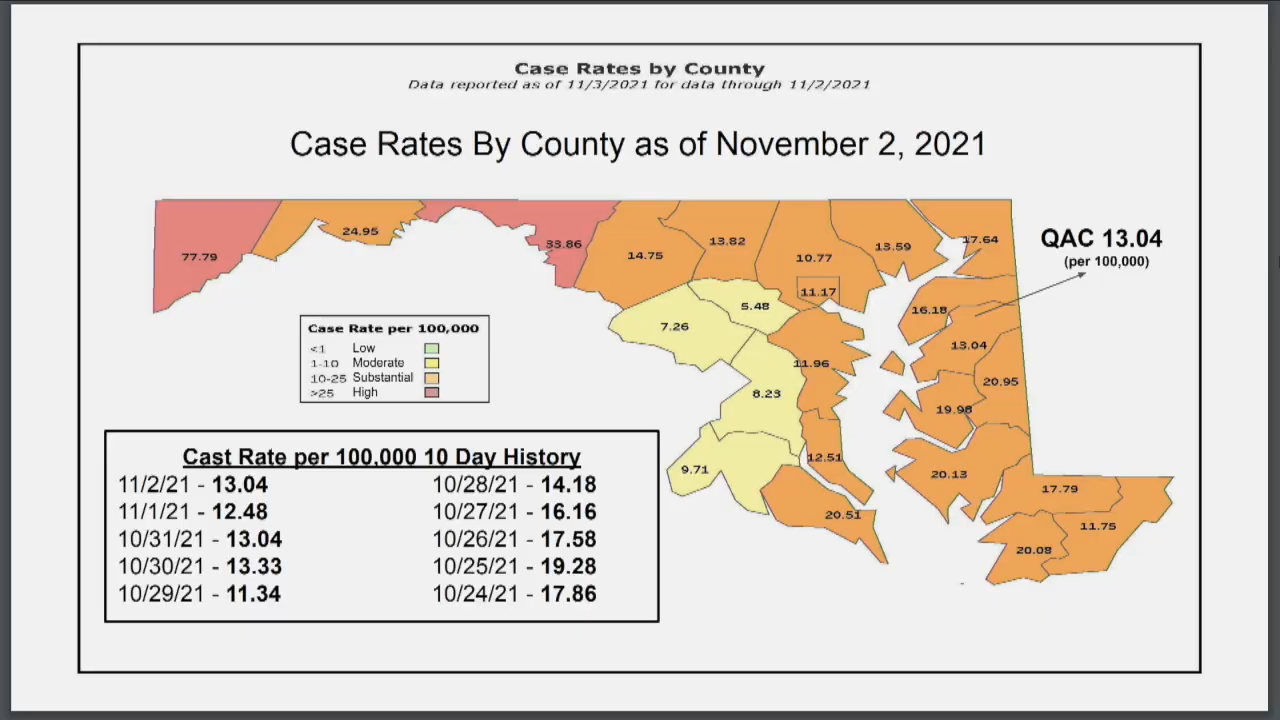 Case Rates by County
Data reported as of 11/3/2021 for data through 11/2/2021
Case Rates By County as of November 2, 2021
77.79
24.95
33.86
14.75
13.82
10.77
13.59
17.64
QAC 13.04
(per 100,000)
11.17
5.48
7.26
16.18
13.04
11.96
20.95
8.23
19.98
9.71
12.51
20.13
17.79
20.51
11.75
20.08
Case Rate per 100,000
<1 Low
1-10 Moderate
10-25 Substantial
>25 High
Cast Rate per 100,000 10 Day History
11/2/21 - 13.04 10/28/21 - 14.18
11/1/21 - 12.48 10/27/21 - 16.16
10/31/21 - 13.04 10/26/21 - 17.58
10/30/21 - 13.33 10/25/21 - 19.28
10/29/21 - 11.34 10/24/21 - 17.86